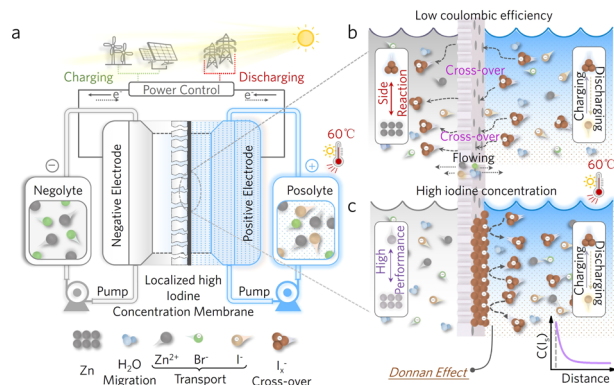 a
Charging
Discharging
Power Control
e⁻
e⁻
60℃
−
+
Negolyte
Negative Electrode
Positive Electrode
Posolyte
Pump
Localized high
Iodine
Concentration Membrane
Pump
Zn
H₂O
Migration
Zn²⁺
Br⁻
I⁻
Transport
Iₓ⁻
Cross-over
b
Low coulombic efficiency
Side
Reaction
Cross-over
Cross-over
Charging
Discharging
Flowing
60℃
High iodine concentration
c
High
Performance
Charging
Discharging
Donnan Effect
C(Iₓ⁻)
Distance